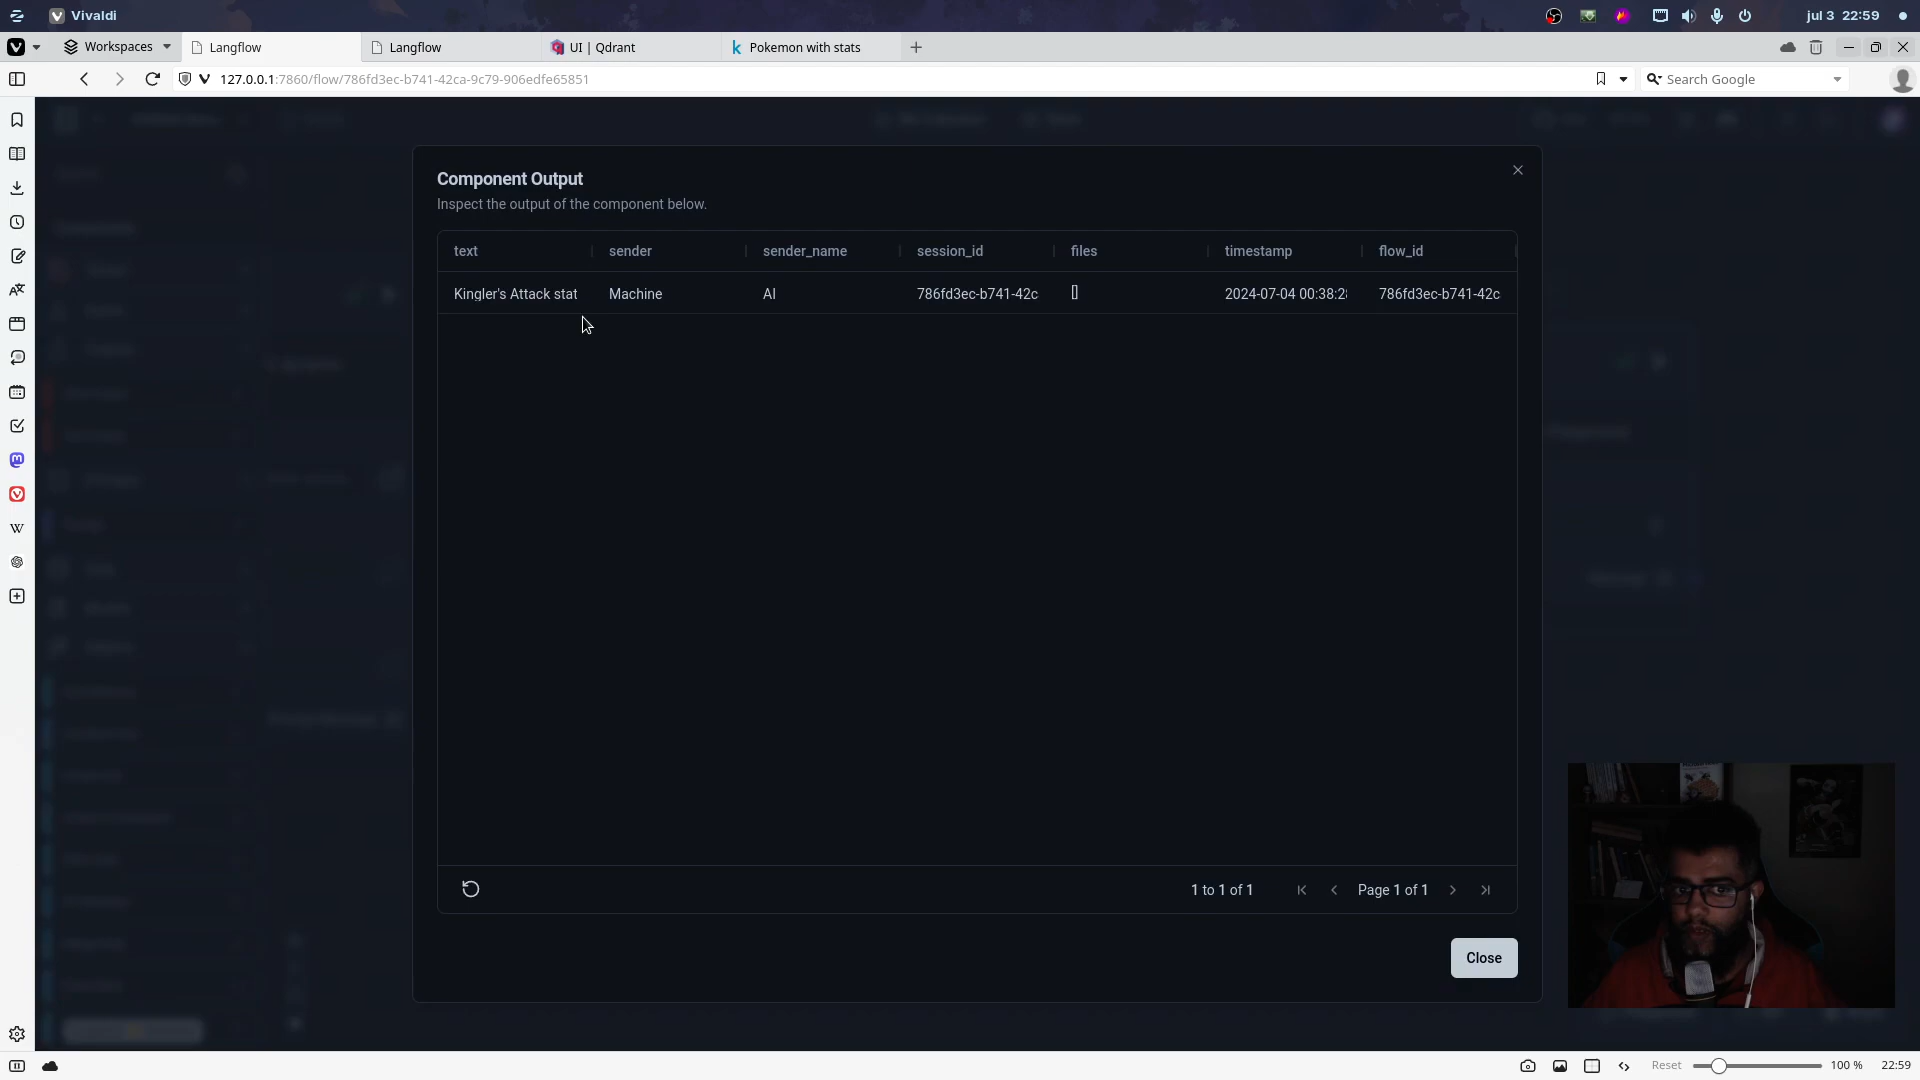 Vivaldi
jul 3 22:59
Workspaces
Langflow
Langflow
UI | Qdrant
Pokemon with stats
127.0.0.1:7860/flow/786fd3ec-b741-42ca-9c79-906edfe65851
Search Google
Component Output
Inspect the output of the component below.
text sender sender_name session_id files timestamp flow_id
Kingler's Attack stat Machine AI 786fd3ec-b741-42c [] 2024-07-04 00:38:2 786fd3ec-b741-42c
1 to 1 of 1
Page 1 of 1
Close
Reset
100 %
22:59